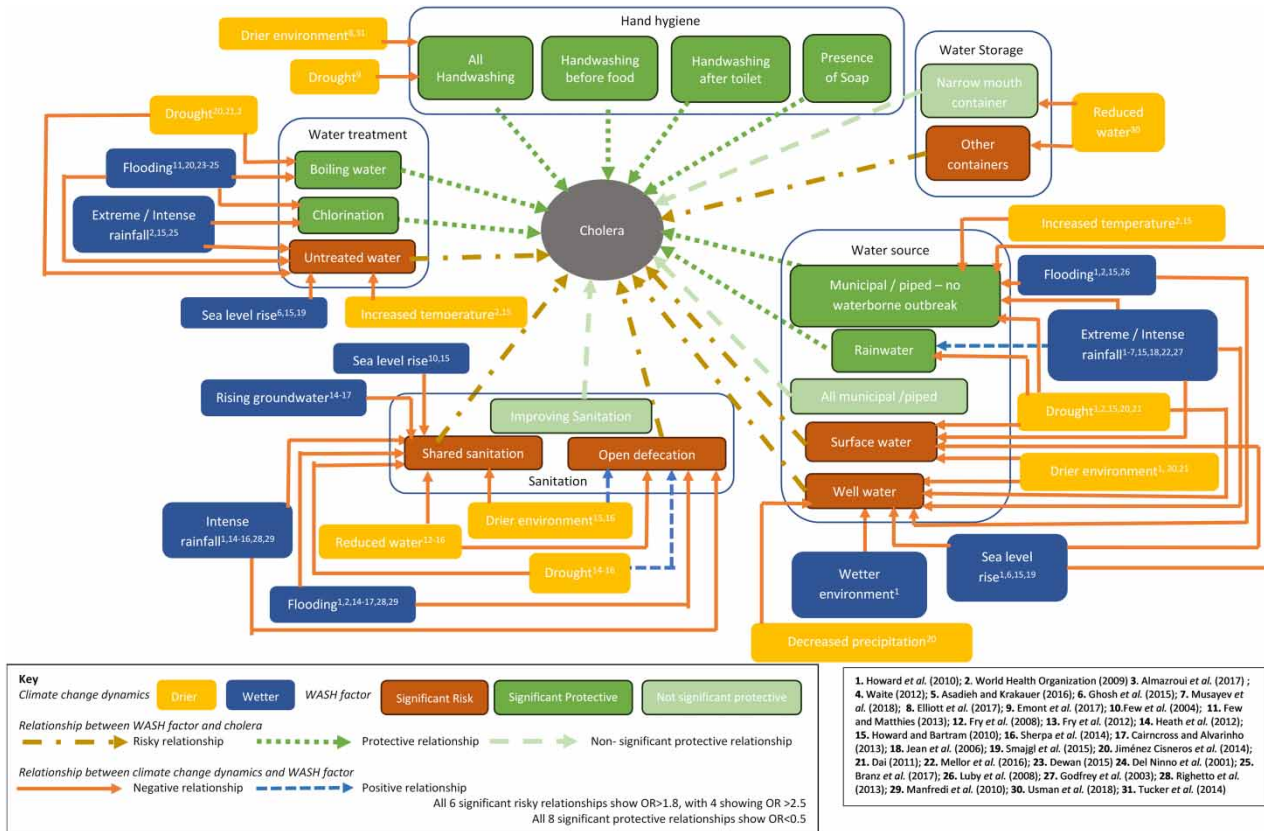 Hand hygiene
Drier environment8,31
Drought9
All
Handwashing
Handwashing
before food
Handwashing
after toilet
Presence
of Soap
Water Storage
Narrow mouth
container
Other
containers
Reduced
water30
Drought20,21,2
Water treatment
Flooding11,20,23-25
Boiling water
Extreme / Intense
rainfall2,15,25
Chlorination
Untreated water
Sea level rise6,15,19
Increased temoerature2,15
Cholera
Increased temperature2,15
Water source
Municipal / piped – no
waterborne outbreak
Flooding1,2,15,26
Rainwater
Extreme / Intense
rainfall1-7,15,18,22,27
All municipal /piped
Drought1,2,15,20,21
Surface water
Drier environment1, 20,21
Well water
Wetter
environment1
Sea level
rise1,6,15,19
Decreased precipitation20
Sea level rise10,15
Rising groundwater14-17
Improving Sanitation
Shared sanitation
Open defecation
Sanitation
Intense
rainfall1,14-16,28,29
Drier environment13,16
Reduced water12-16
Drought14-16
Flooding1,2,14-17,28,29
Key
Climate change dynamics
Drier
Wetter
WASH factor
Significant Risk
Significant Protective
Not significant protective
Relationship between WASH factor and cholera
Risky relationship
Protective relationship
Non- significant protective relationship
Relationship between climate change dynamics and WASH factor
Negative relationship
Positive relationship
All 6 significant risky relationships show OR>1.8, with 4 showing OR >2.5
All 8 significant protective relationships show OR<0.5
1. Howard et al. (2010); 2. World Health Organization (2009) 3. Almazroui et al. (2017) ;
4. Waite (2012); 5. Asadieh and Krakauer (2016); 6. Ghosh et al. (2015); 7. Musayev et
al. (2018); 8. Elliott et al. (2017); 9. Emont et al. (2017); 10.Few et al. (2004); 11. Few
and Matthies (2013); 12. Fry et al. (2008); 13. Fry et al. (2012); 14. Heath et al. (2012);
15. Howard and Bartram (2010); 16. Sherpa et al. (2014); 17. Cairncross and Alvarinho
(2013); 18. Jean et al. (2006); 19. Smajgl et al. (2015); 20. Jiménez Cisneros et al. (2014);
21. Dai (2011); 22. Mellor et al. (2016); 23. Dewan (2015) 24. Del Ninno et al. (2001); 25.
Branz et al. (2017); 26. Luby et al. (2008); 27. Godfrey et al. (2003); 28. Righetto et al.
(2013); 29. Manfredi et al. (2010); 30. Usman et al. (2018); 31. Tucker et al. (2014)